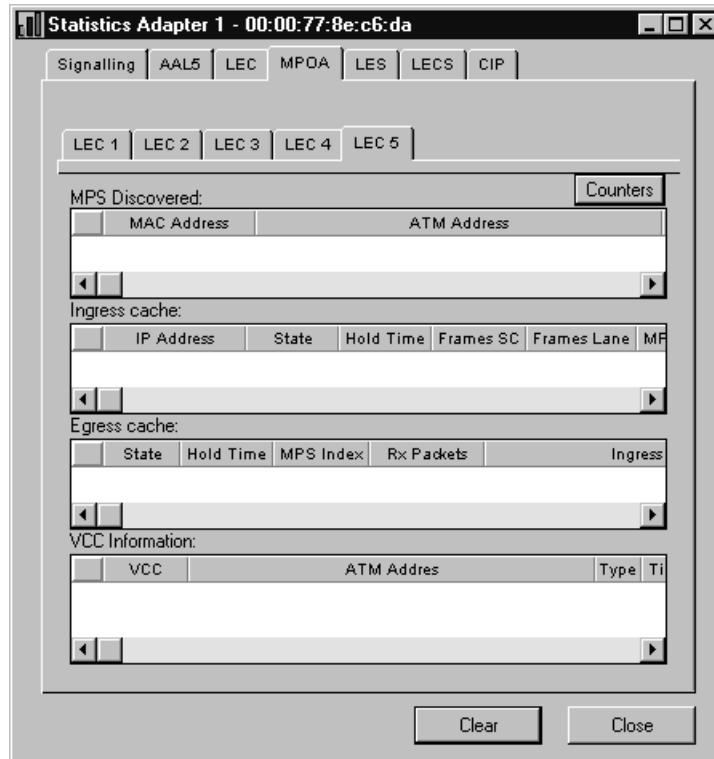 Statistics Adapter 1 - 00:00:77:8e:c6:da
Signalling AAL5 LEC MPOA LES LECS CIP
LEC 1 LEC 2 LEC 3 LEC 4 LEC 5
Counters
MPS Discovered:
MAC Address ATM Address
Ingress cache:
IP Address State Hold Time Frames SC Frames Lane MP
Egress cache:
State Hold Time MPS Index Rx Packets Ingress
VCC Information:
VCC ATM Addres Type Ti
Clear Close